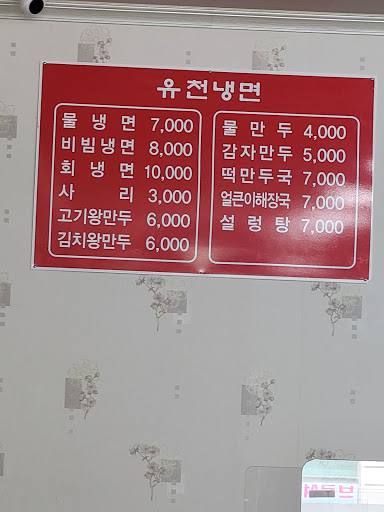 유천냉면
물냉면 7,000
비빔냉면 8,000
회냉면 10,000
사리 3,000
고기왕만두 6,000
김치왕만두 6,000
물만두 4,000
감자만두 5,000
떡만두국 7,000
얼큰이해장국 7,000
설렁탕 7,000